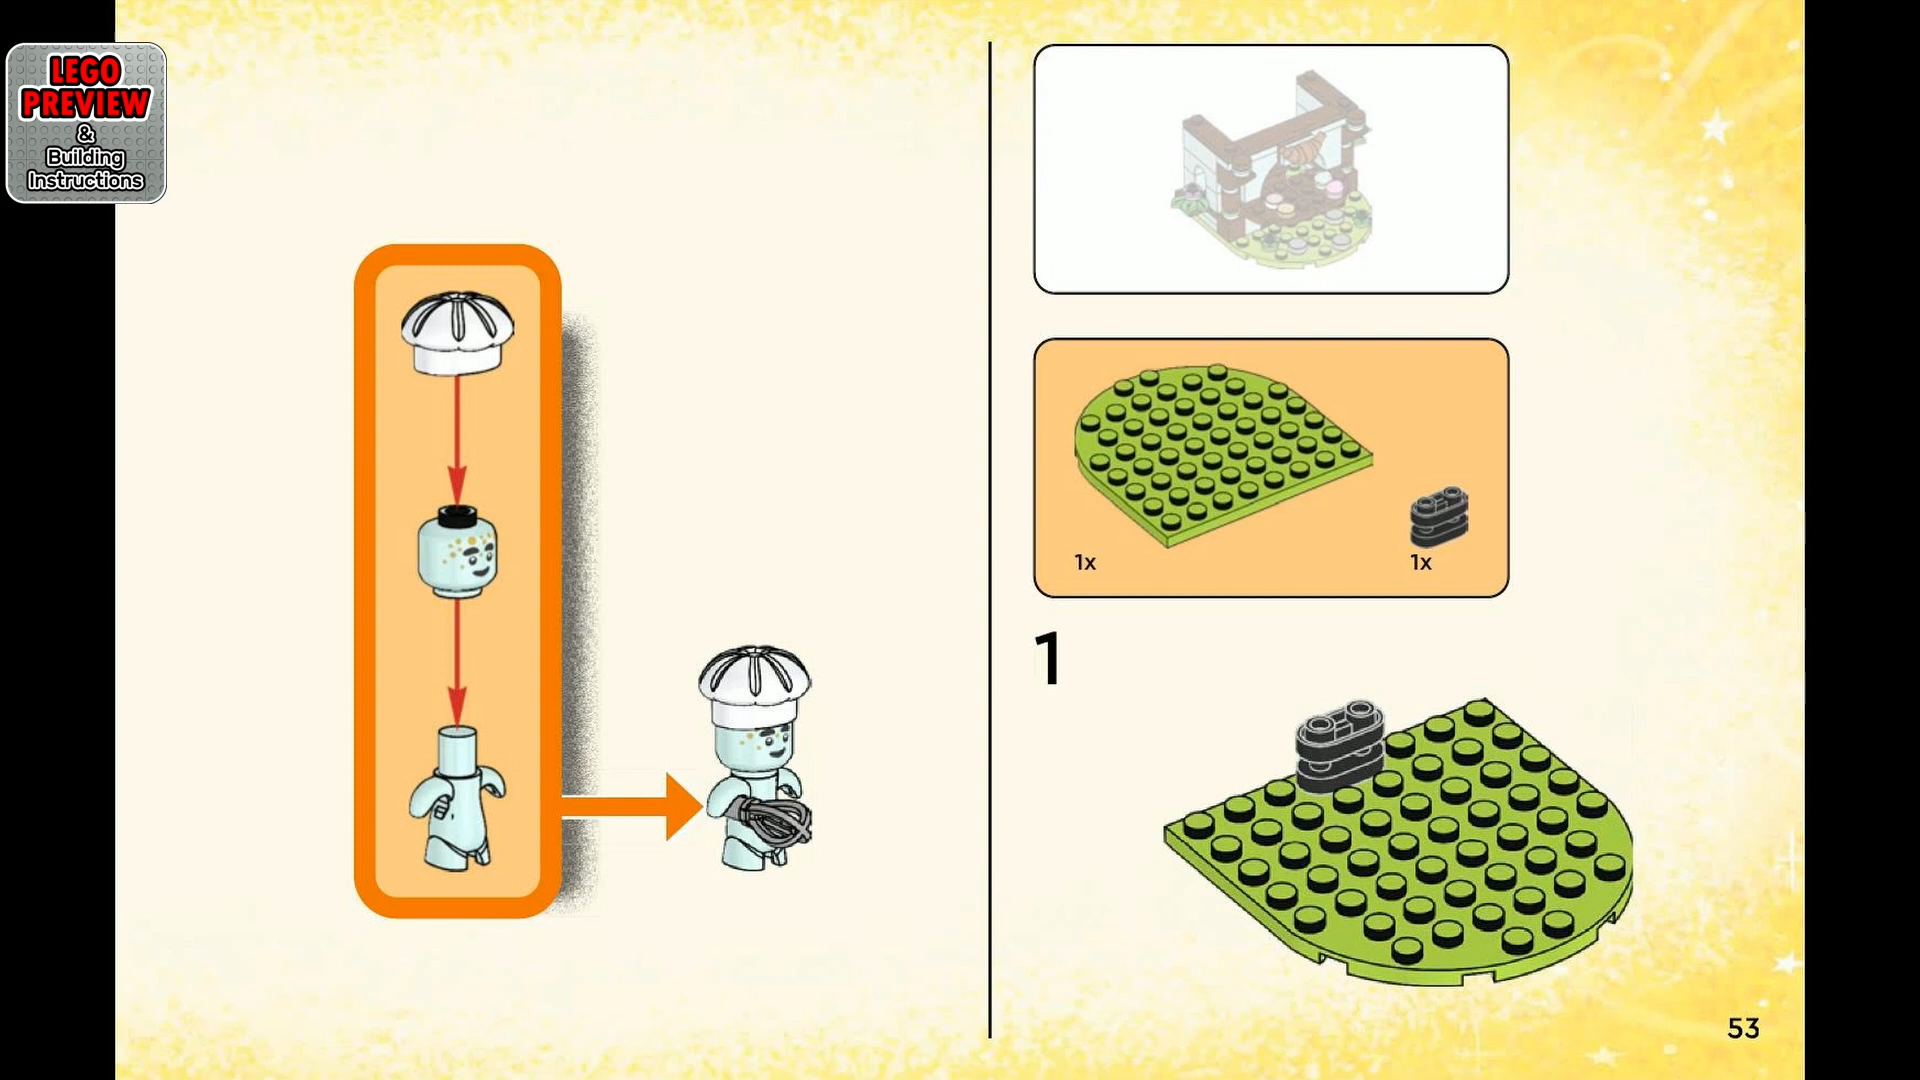 LEGO
PREVIEW
&
Building
Instructions
1x
1x
1
53